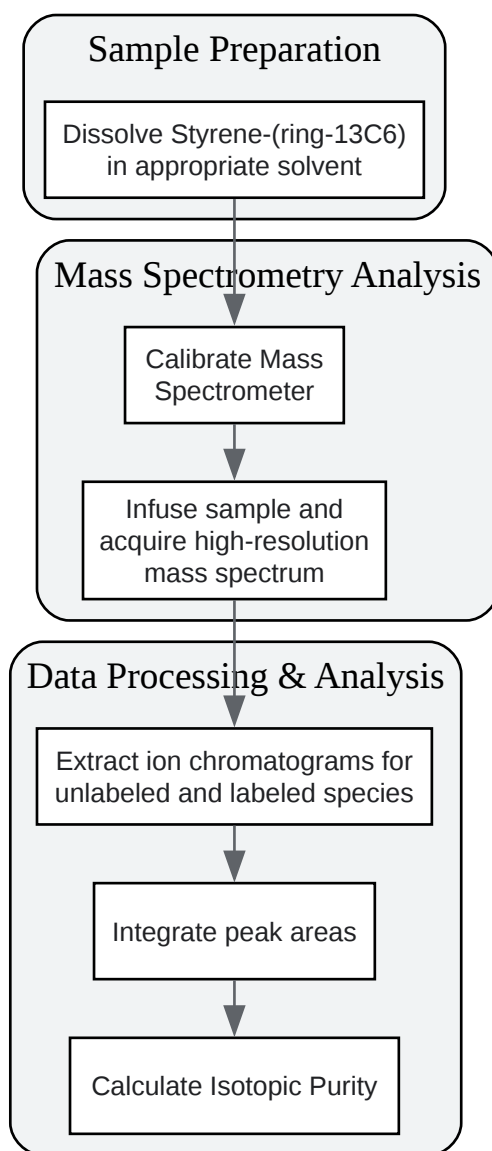 Sample Preparation
Dissolve Styrene-(ring-13C6)
in appropriate solvent
Mass Spectrometry Analysis
Calibrate Mass
Spectrometer
Infuse sample and
acquire high-resolution
mass spectrum
Data Processing & Analysis
Extract ion chromatograms for
unlabeled and labeled species
Integrate peak areas
Calculate Isotopic Purity